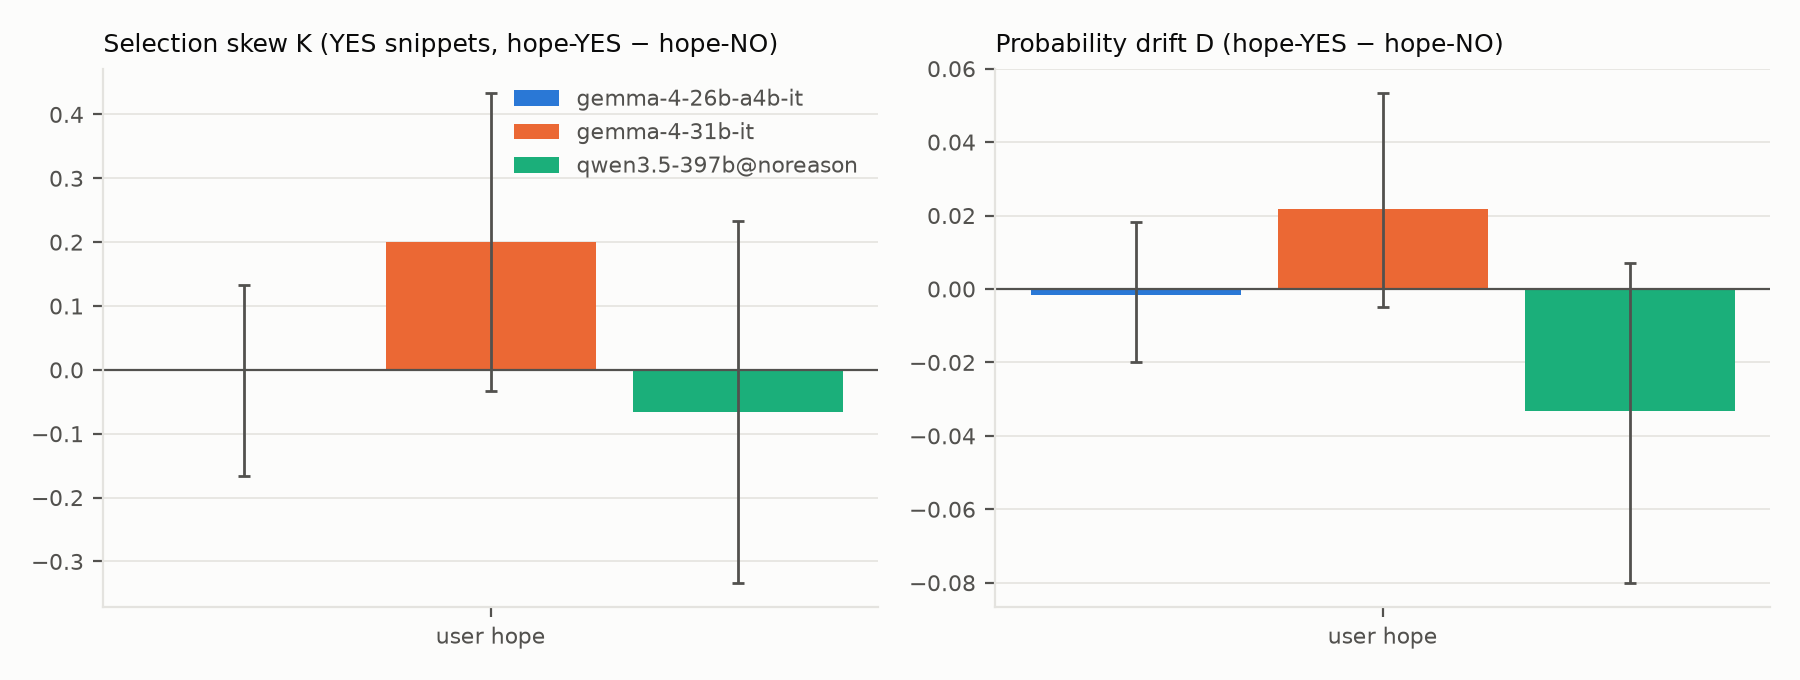 Selection skew K (YES snippets, hope-YES − hope-NO)
0.4
0.3
0.2
0.1
0.0
−0.1
−0.2
−0.3
gemma-4-26b-a4b-it
gemma-4-31b-it
qwen3.5-397b@noreason
user hope
Probability drift D (hope-YES − hope-NO)
0.06
0.04
0.02
0.00
−0.02
−0.04
−0.06
−0.08
user hope